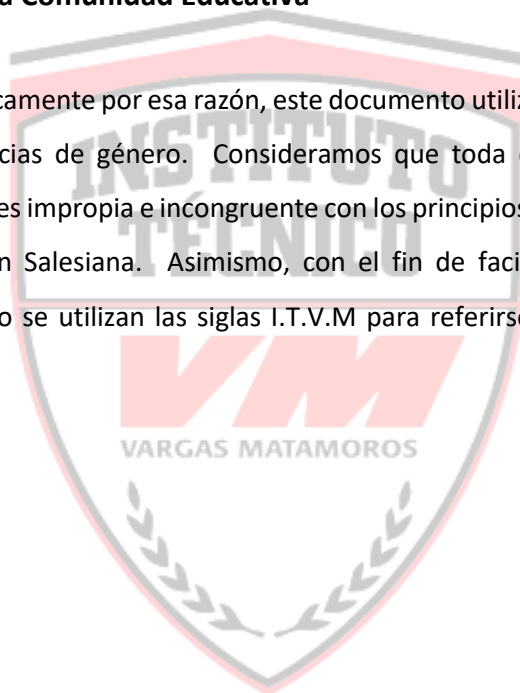 a Comunidad Educativa
camente por esa razón, este documento utiliz
cias de género. Consideramos que toda
es impropia e incongruente con los principios
n Salesiana. Asimismo, con el fin de faci
o se utilizan las siglas I.T.V.M para referirs
INSTITUTO
TÉCNICO
VM
VARGAS MATAMOROS